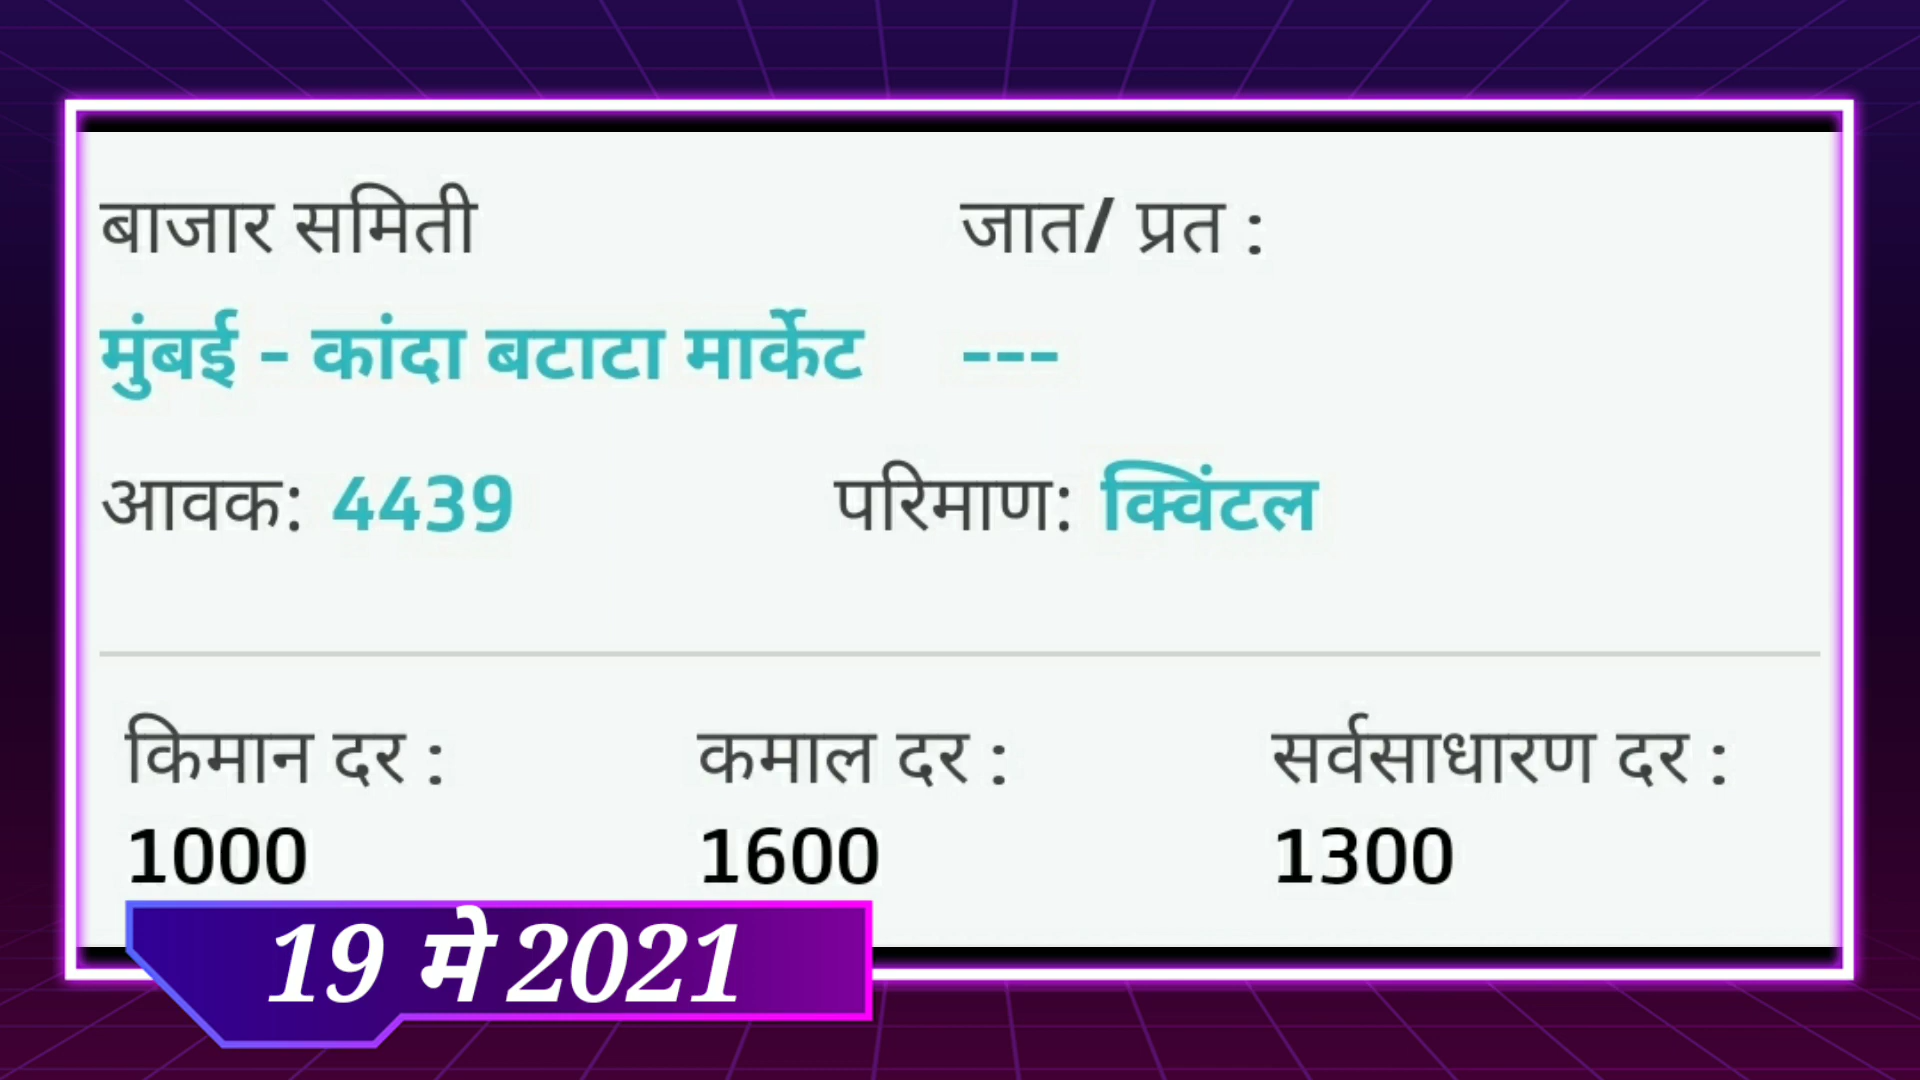 बाजार समिती जात/ प्रत :
मुंबई - कांदा बटाटा मार्केट ---
आवक: 4439 परिमाण: क्विंटल
किमान दर : कमाल दर : सर्वसाधारण दर :
1000 1600 1300
19 मे 2021